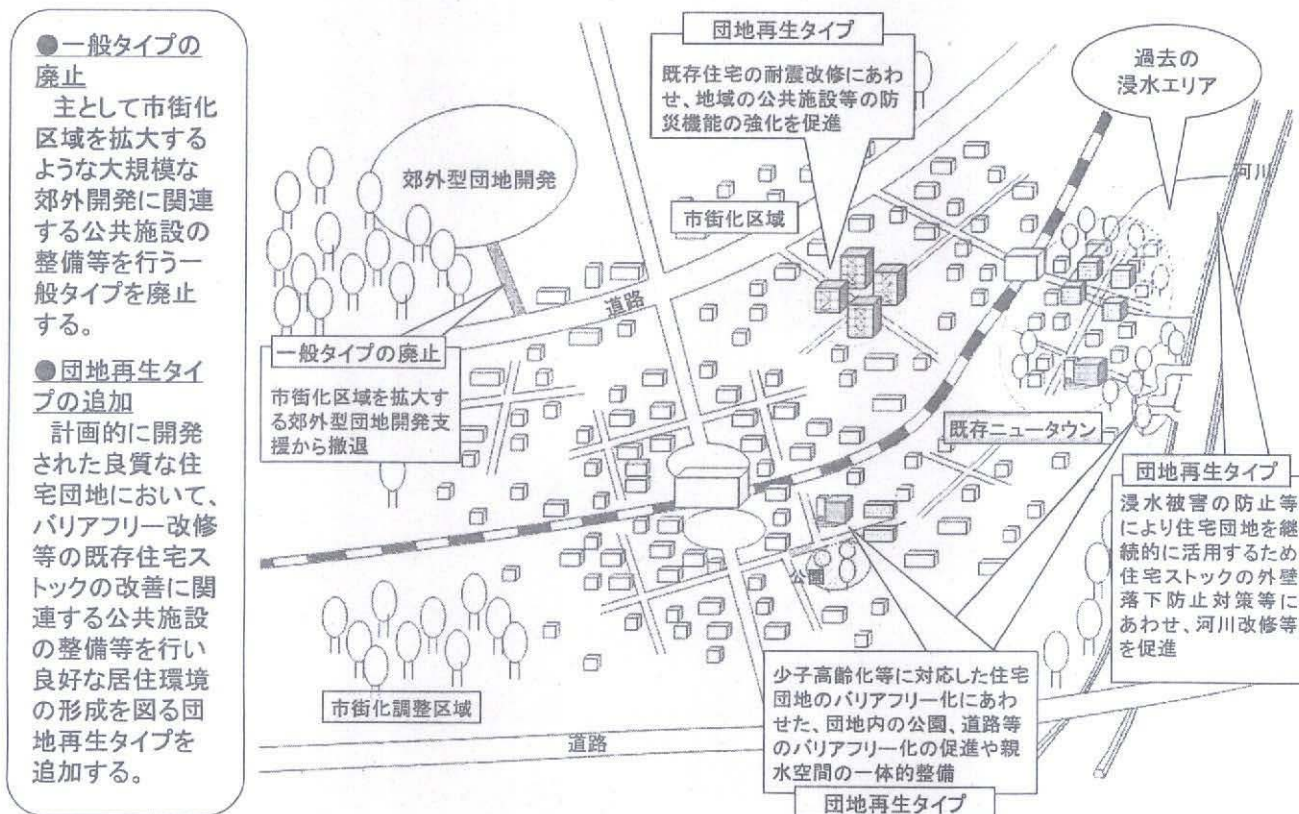 ●一般タイプの
廃止
主として市街化
区域を拡大する
ような大規模な
郊外開発に関連
する公共施設の
整備等を行う一
般タイプを廃止
する。
●団地再生タイ
プの追加
計画的に開発
された良質な住
宅団地において、
バリアフリー改修
等の既存住宅ス
トックの改善に関
連する公共施設
の整備等を行い
良好な居住環境
の形成を図る団
地再生タイプを
追加する。
団地再生タイプ
既存住宅の耐震改修にあわ
せ、地域の公共施設等の防
災機能の強化を促進
過去の
浸水エリア
河川
郊外型団地開発
市街化区域
道路
一般タイプの廃止
市街化区域を拡大す
る郊外型団地開発支
援から撤退
既存ニュータウン
団地再生タイプ
浸水被害の防止等
により住宅団地を継
続的に活用するため
住宅ストックの外壁
落下防止対策等に
あわせ、河川改修等
を促進
公園
少子高齢化等に対応した住宅
団地のバリアフリー化にあわ
せた、団地内の公園、道路等
のバリアフリー化の促進や親
水空間の一体的整備
団地再生タイプ
市街化調整区域
道路